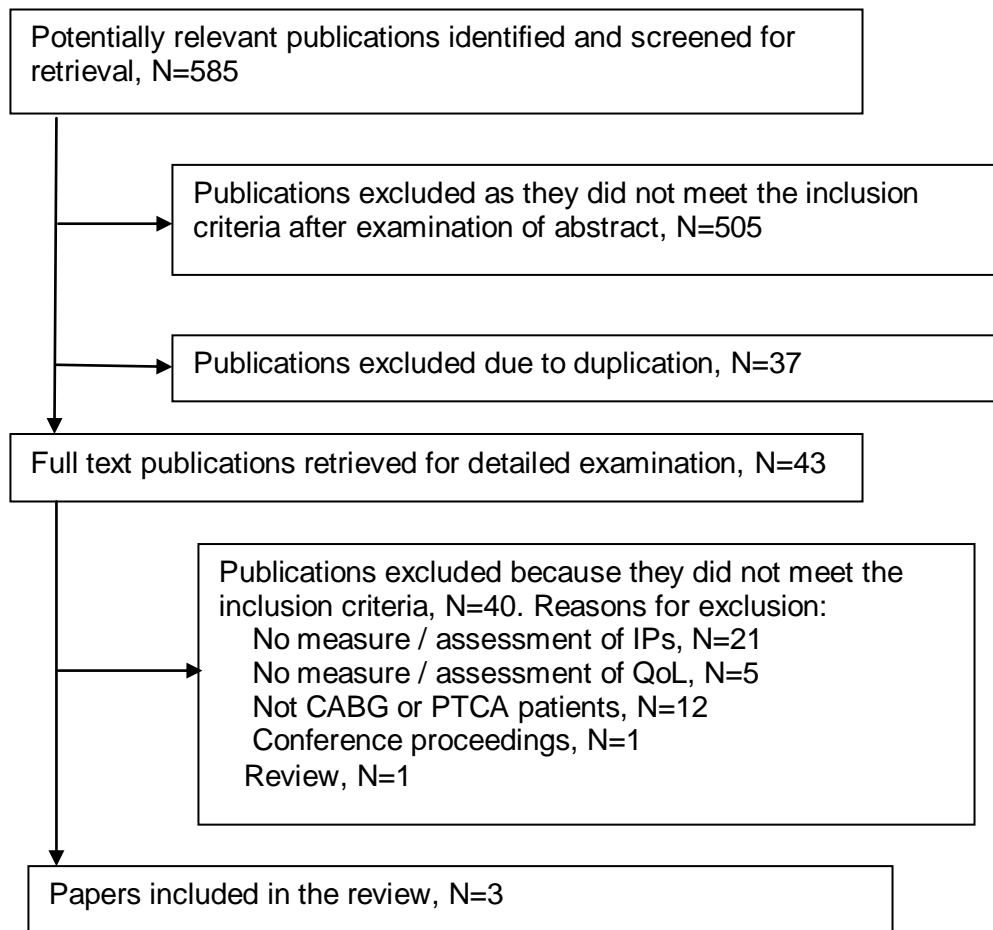 Potentially relevant publications identified and screened for
retrieval, N=585
Publications excluded as they did not meet the inclusion
criteria after examination of abstract, N=505
Publications excluded due to duplication, N=37
Full text publications retrieved for detailed examination, N=43
Publications excluded because they did not meet the
inclusion criteria, N=40. Reasons for exclusion:
No measure / assessment of IPs, N=21
No measure / assessment of QoL, N=5
Not CABG or PTCA patients, N=12
Conference proceedings, N=1
Review, N=1
Papers included in the review, N=3